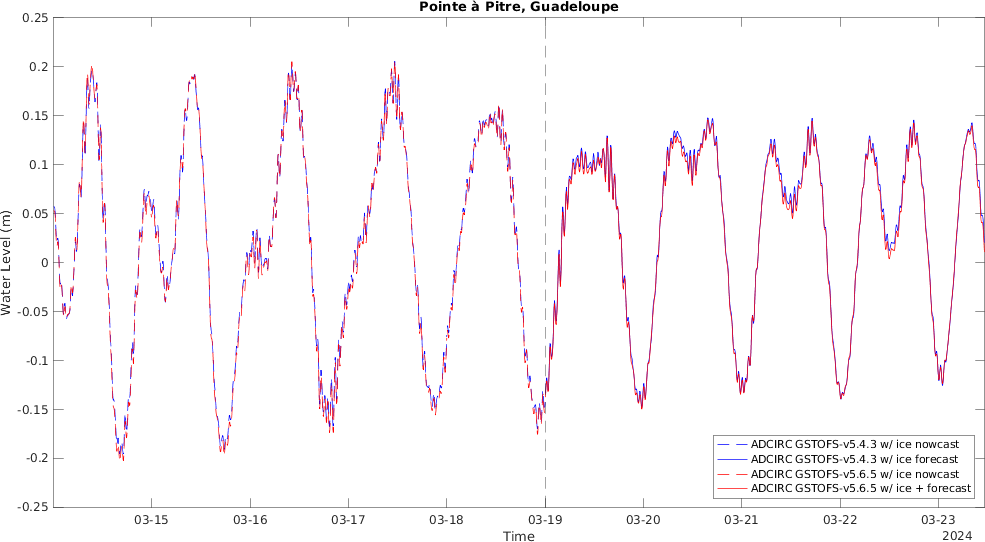 Pointe à Pitre, Guadeloupe
0.25
0.2
0.15
0.1
0.05
0
-0.05
-0.1
-0.15
-0.2
-0.25
Water Level (m)
03-15 03-16 03-17 03-18 03-19 03-20 03-21 03-22 03-23
Time
2024
ADCIRC GSTOFS-v5.4.3 w/ ice nowcast
ADCIRC GSTOFS-v5.4.3 w/ ice forecast
ADCIRC GSTOFS-v5.6.5 w/ ice nowcast
ADCIRC GSTOFS-v5.6.5 w/ ice + forecast